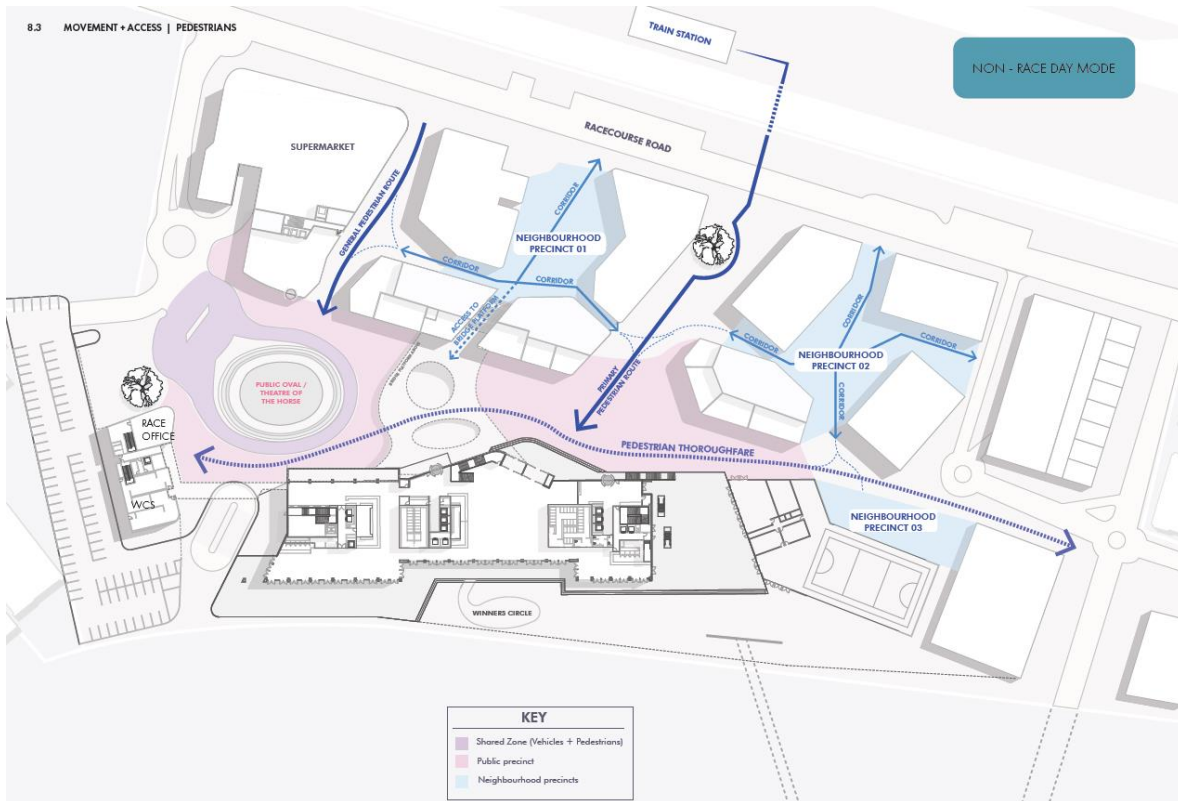 8.3 MOVEMENT + ACCESS | PEDESTRIANS
TRAIN STATION
NON - RACE DAY MODE
RACECOURSE ROAD
SUPERMARKET
GENERAL PEDESTRIAN ROUTE
CORRIDOR
NEIGHBOURHOOD
PRECINCT 01
CORRIDOR
CORRIDOR
ACCESS TO
BRIDGE PLATFORM
CORRIDOR
CORRIDOR
CORRIDOR
NEIGHBOURHOOD
PRECINCT 02
CORRIDOR
PRIMARY
PEDESTRIAN ROUTE
PUBLIC OVAL /
THEATRE OF
THE HORSE
RACE
OFFICE
WCS
PEDESTRIAN THOROUGHFARE
NEIGHBOURHOOD
PRECINCT 03
WINNERS CIRCLE
KEY
Shared Zone (Vehicles + Pedestrians)
Public precinct
Neighbourhood precincts